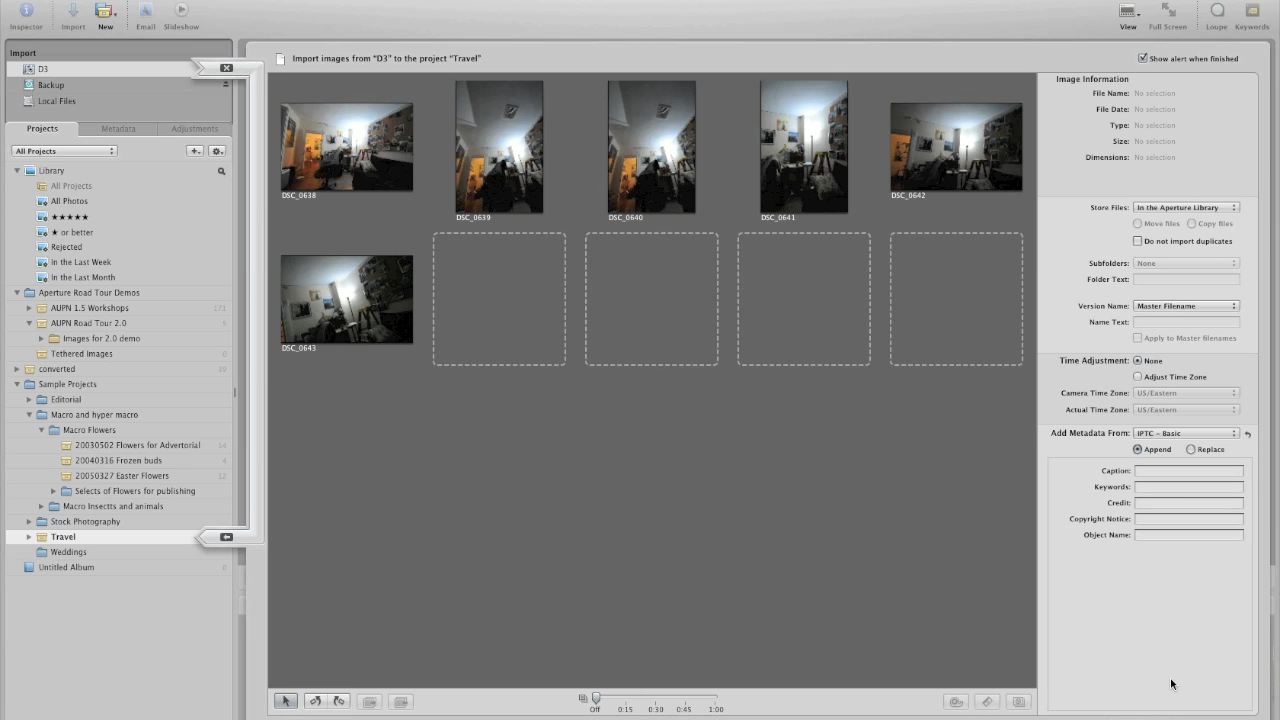 Inspector Import New Email Slideshow View Full Screen Loupe Keywords
Import
D3
Backup
Local Files
Projects Metadata Adjustments
All Projects
Library
All Projects
All Photos
★★★★★
★ or better
Rejected
In the Last Week
In the Last Month
Aperture Road Tour Demos
AUPN 1.5 Workshops 171
AUPN Road Tour 2.0 5
Images for 2.0 demo
Tethered Images 0
converted 20
Sample Projects
Editorial
Macro and hyper macro
Macro Flowers
20030502 Flowers for Advertorial 14
20040316 Frozen buds 4
20050327 Easter Flowers 12
Selects of Flowers for publishing
Macro Insectts and animals
Stock Photography
Travel
Weddings
Untitled Album 0
Import images from "D3" to the project "Travel"
Show alert when finished
DSC_0638
DSC_0639
DSC_0640
DSC_0641
DSC_0642
DSC_0643
Off 0:15 0:30 0:45 1:00
Image Information
File Name: No selection
File Date: No selection
Type: No selection
Size: No selection
Dimensions: No selection
Store Files: In the Aperture Library
Move files Copy files
Do not import duplicates
Subfolders: None
Folder Text:
Version Name: Master Filename
Name Text:
Apply to Master filenames
Time Adjustment: None
Adjust Time Zone
Camera Time Zone: US/Eastern
Actual Time Zone: US/Eastern
Add Metadata From: IPTC – Basic
Append Replace
Caption:
Keywords:
Credit:
Copyright Notice:
Object Name: